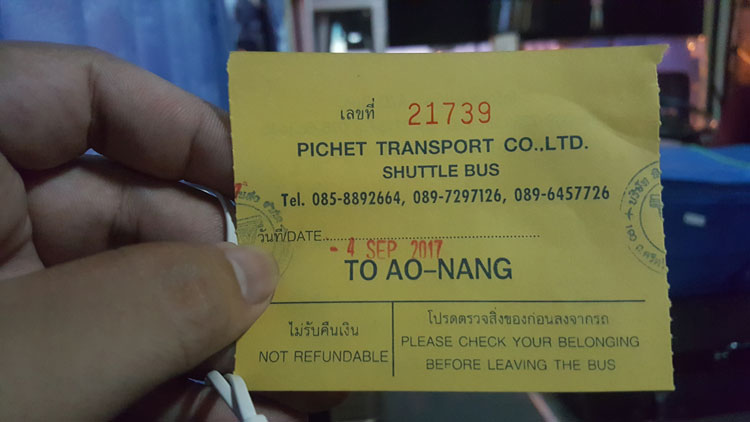 เลขที่ 21739
PICHET TRANSPORT CO.,LTD.
SHUTTLE BUS
Tel. 085-8892664, 089-7297126, 089-6457726
วันที่/DATE
- 4 SEP 2017
TO AO-NANG
ไม่รับคืนเงิน
NOT REFUNDABLE
โปรดตรวจสิ่งของก่อนลงจากรถ
PLEASE CHECK YOUR BELONGING
BEFORE LEAVING THE BUS